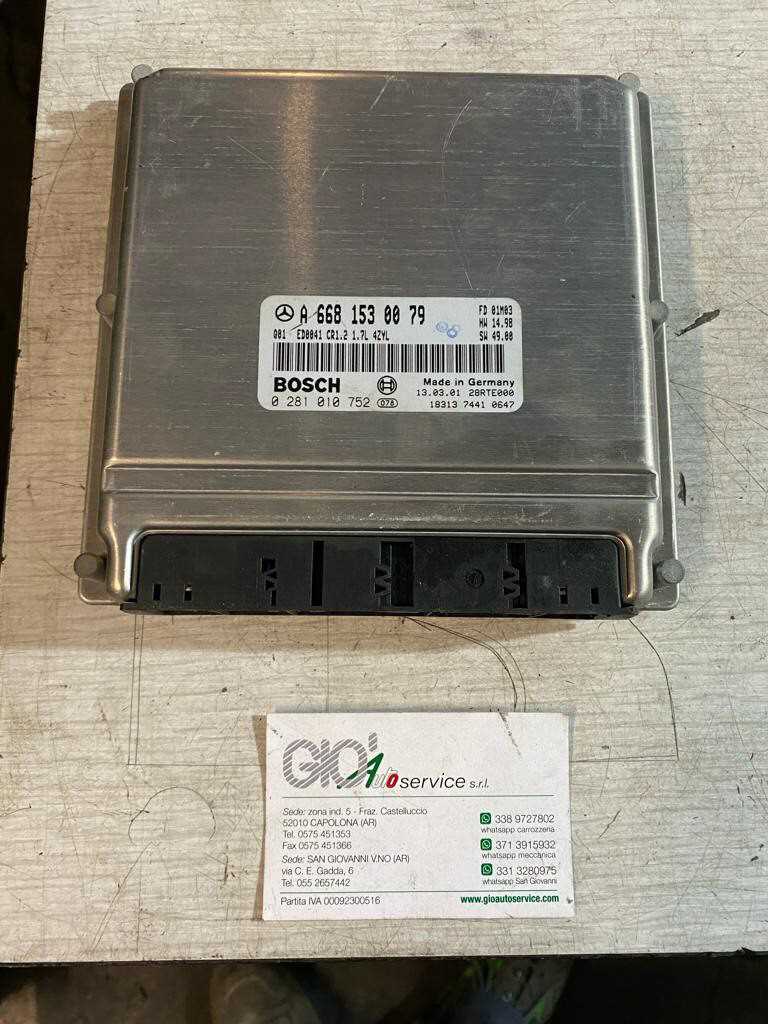 A 668 153 00 79
FD 01M03
HW 14.98
Q01 ED0041 CR1.2 1.7L 4ZYL
SW 49.00
BOSCH
Made in Germany
13.03.01 28RTE000
0 281 010 752 078
18313 7441 0647
GIO' Autoservice s.r.l.
Sede: zona ind. 5 - Fraz. Castelluccio
52010 CAPOLONA (AR)
Tel. 0575 451353
Fax 0575 451366
Sede: SAN GIOVANNI V.NO (AR)
via C. E. Gadda, 6
Tel. 055 2657442
338 9727802
whatsapp carrozzeria
371 3915932
whatsapp meccanica
331 3280975
whatsapp San Giovanni
Partita IVA 00092300516
www.gioautoservice.com